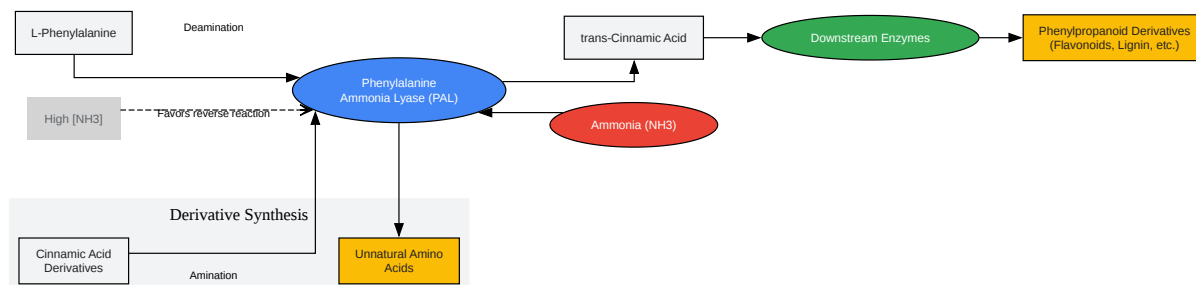 L-Phenylalanine
Deamination
trans-Cinnamic Acid
Downstream Enzymes
Phenylpropanoid Derivatives
(Flavonoids, Lignin, etc.)
Phenylalanine
Ammonia Lyase (PAL)
High [NH3]
Favors reverse reaction
Ammonia (NH3)
Derivative Synthesis
Cinnamic Acid
Derivatives
Amination
Unnatural Amino
Acids